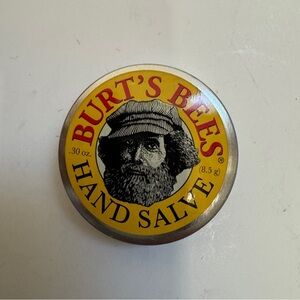 BURT'S BEES®
.30 oz.
(8.5 g)
HAND SALVE